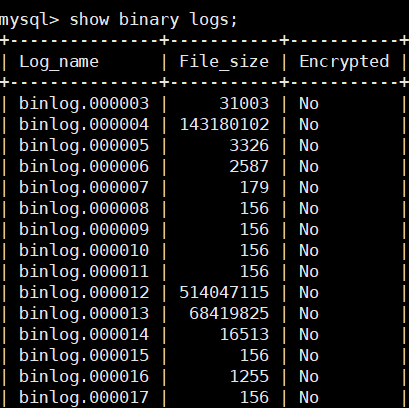 mysql> show binary logs;
+---------------+-----------+-----------+
| Log_name      | File_size | Encrypted |
+---------------+-----------+-----------+
| binlog.000003 |     31003 | No        |
| binlog.000004 | 143180102 | No        |
| binlog.000005 |      3326 | No        |
| binlog.000006 |      2587 | No        |
| binlog.000007 |       179 | No        |
| binlog.000008 |       156 | No        |
| binlog.000009 |       156 | No        |
| binlog.000010 |       156 | No        |
| binlog.000011 |       156 | No        |
| binlog.000012 | 514047115 | No        |
| binlog.000013 |  68419825 | No        |
| binlog.000014 |     16513 | No        |
| binlog.000015 |       156 | No        |
| binlog.000016 |      1255 | No        |
| binlog.000017 |       156 | No        |